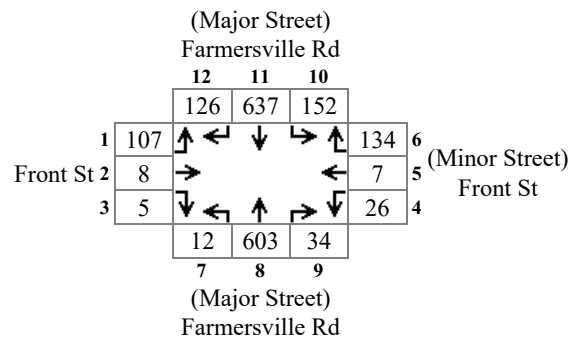 (Major Street)
Farmersville Rd
12 11 10
126 637 152
1 107 134 6
Front St 2 8 7 5 (Minor Street)
Front St
3 5 26 4
12 603 34
7 8 9
(Major Street)
Farmersville Rd